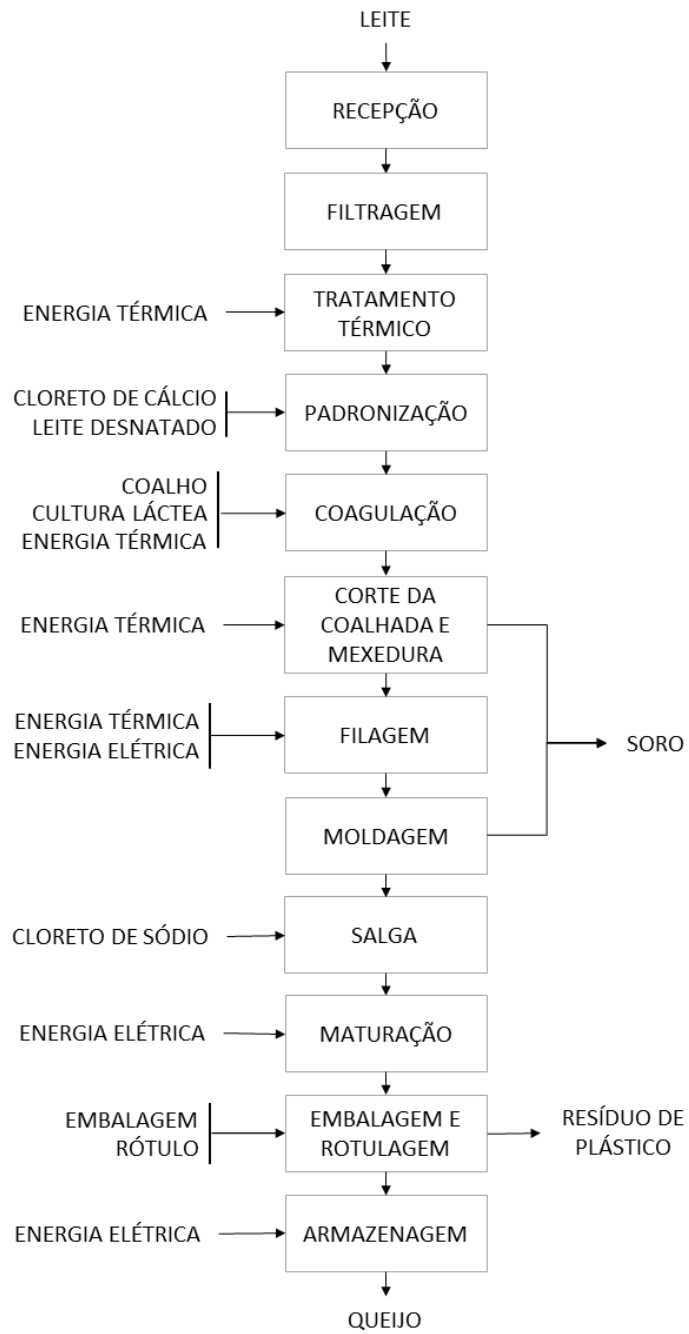 LEITE
RECEPÇÃO
FILTRAGEM
ENERGIA TÉRMICA
TRATAMENTO
TÉRMICO
CLORETO DE CÁLCIO
LEITE DESNATADO
PADRONIZAÇÃO
COALHO
CULTURA LÁCTEA
ENERGIA TÉRMICA
COAGULAÇÃO
ENERGIA TÉRMICA
CORTE DA
COALHADA E
MEXEDURA
ENERGIA TÉRMICA
ENERGIA ELÉTRICA
FILAGEM
SORO
MOLDAGEM
CLORETO DE SÓDIO
SALGA
ENERGIA ELÉTRICA
MATURAÇÃO
EMBALAGEM
RÓTULO
EMBALAGEM E
ROTULAGEM
RESÍDUO DE
PLÁSTICO
ENERGIA ELÉTRICA
ARMAZENAGEM
QUEIJO